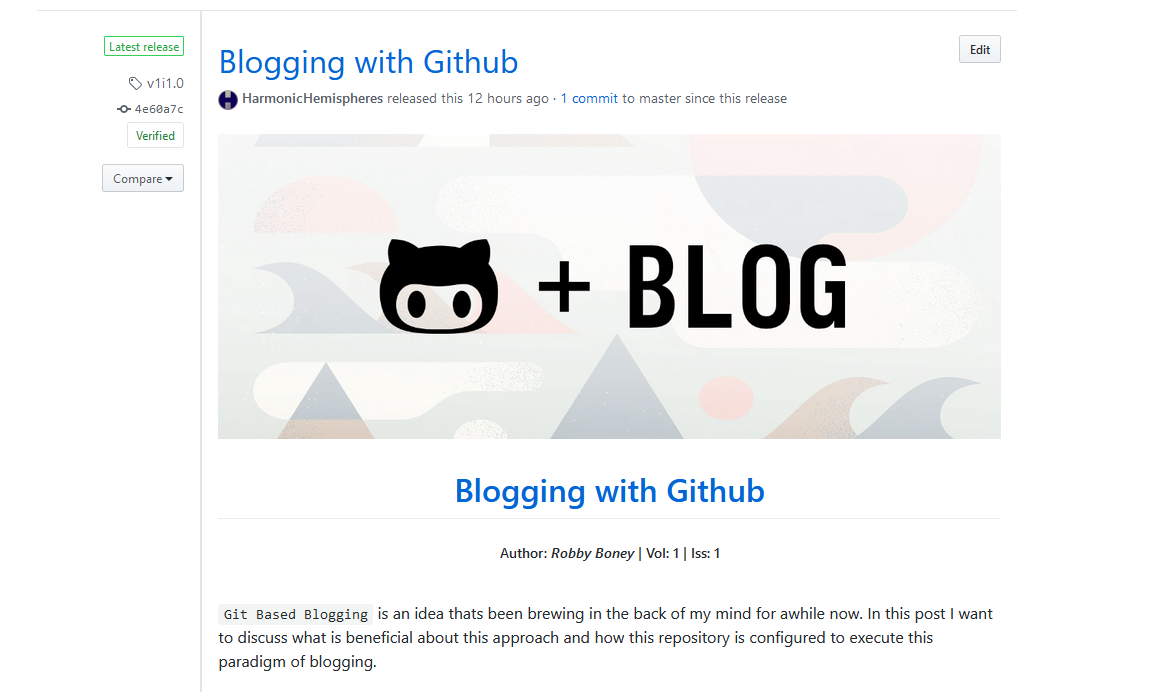 Latest release
v1i1.0
4e60a7c
Verified
Compare
Blogging with Github
Edit
HarmonicHemispheres released this 12 hours ago · 1 commit to master since this release
+ BLOG
Blogging with Github
Author: Robby Boney | Vol: 1 | Iss: 1
Git Based Blogging is an idea thats been brewing in the back of my mind for awhile now. In this post I want
to discuss what is beneficial about this approach and how this repository is configured to execute this
paradigm of blogging.